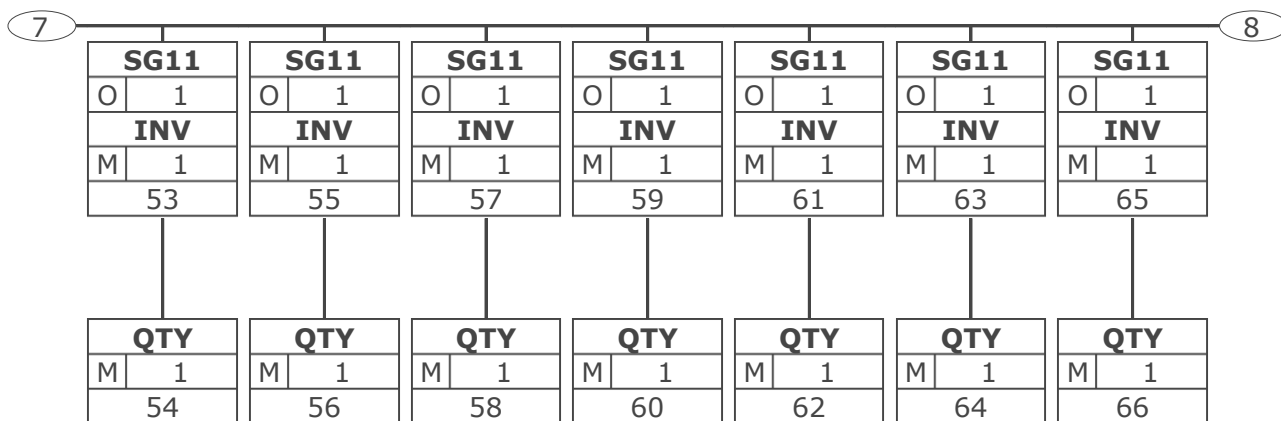 7 8
SG11 SG11 SG11 SG11 SG11 SG11 SG11
O 1 O 1 O 1 O 1 O 1 O 1 O 1
INV INV INV INV INV INV INV
M 1 M 1 M 1 M 1 M 1 M 1 M 1
53 55 57 59 61 63 65
QTY QTY QTY QTY QTY QTY QTY
M 1 M 1 M 1 M 1 M 1 M 1 M 1
54 56 58 60 62 64 66